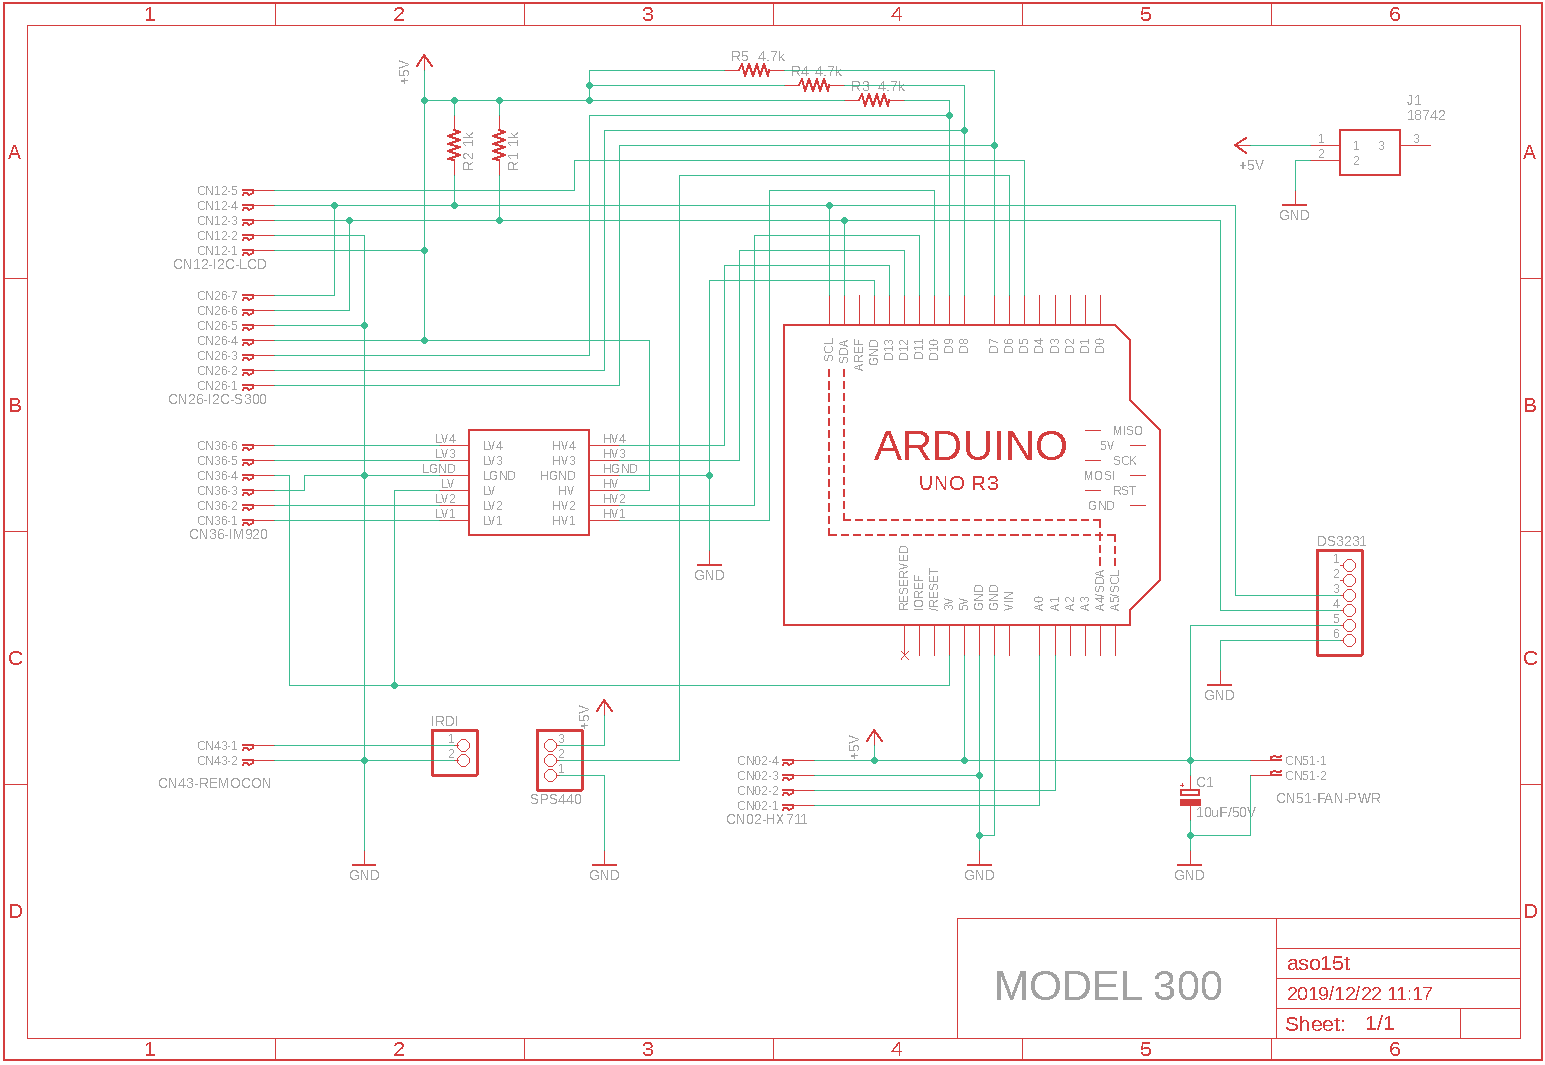 1 2 3 4 5 6
A
B
C
D
A
B
C
D
+5V
R5 4.7k
R4 4.7k
R3 4.7k
R2 1k
R1 1k
J1
18742
1 1 3 3
2 2
+5V
GND
CN12-5
CN12-4
CN12-3
CN12-2
CN12-1
CN12-I2C-LCD
CN26-7
CN26-6
CN26-5
CN26-4
CN26-3
CN26-2
CN26-1
CN26-I2C-S300
CN36-6
CN36-5
CN36-4
CN36-3
CN36-2
CN36-1
CN36-IM920
LV4 LV4 HV4 HV4
LV3 LV3 HV3 HV3
LGND LGND HGND HGND
LV LV HV HV
LV2 LV2 HV2 HV2
LV1 LV1 HV1 HV1
GND
SCL SDA AREF GND D13 D12 D11 D10 D9 D8 D7 D6 D5 D4 D3 D2 D1 D0
ARDUINO
UNO R3
MISO
5V
SCK
MOSI
RST
GND
RESERVED IOREF /RESET 3V 5V GND GND VIN A0 A1 A2 A3 A4/SDA A5/SCL
DS3231
1
2
3
4
5
6
GND
CN43-1
CN43-2
CN43-REMOCON
IRDI
1
2
GND
+5V
3
2
1
SPS440
GND
+5V
CN02-4
CN02-3
CN02-2
CN02-1
CN02-HX711
GND
C1
+
10uF/50V
GND
CN51-1
CN51-2
CN51-FAN-PWR
MODEL 300
aso15t
2019/12/22 11:17
Sheet: 1/1
1 2 3 4 5 6